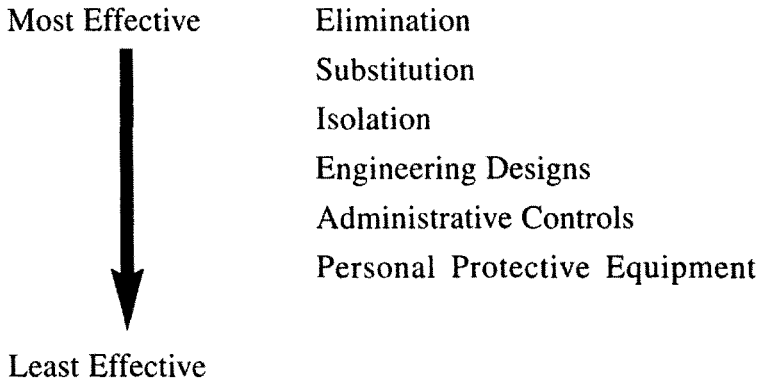 Most Effective Elimination
Substitution
Isolation
Engineering Designs
Administrative Controls
Personal Protective Equipment
Least Effective